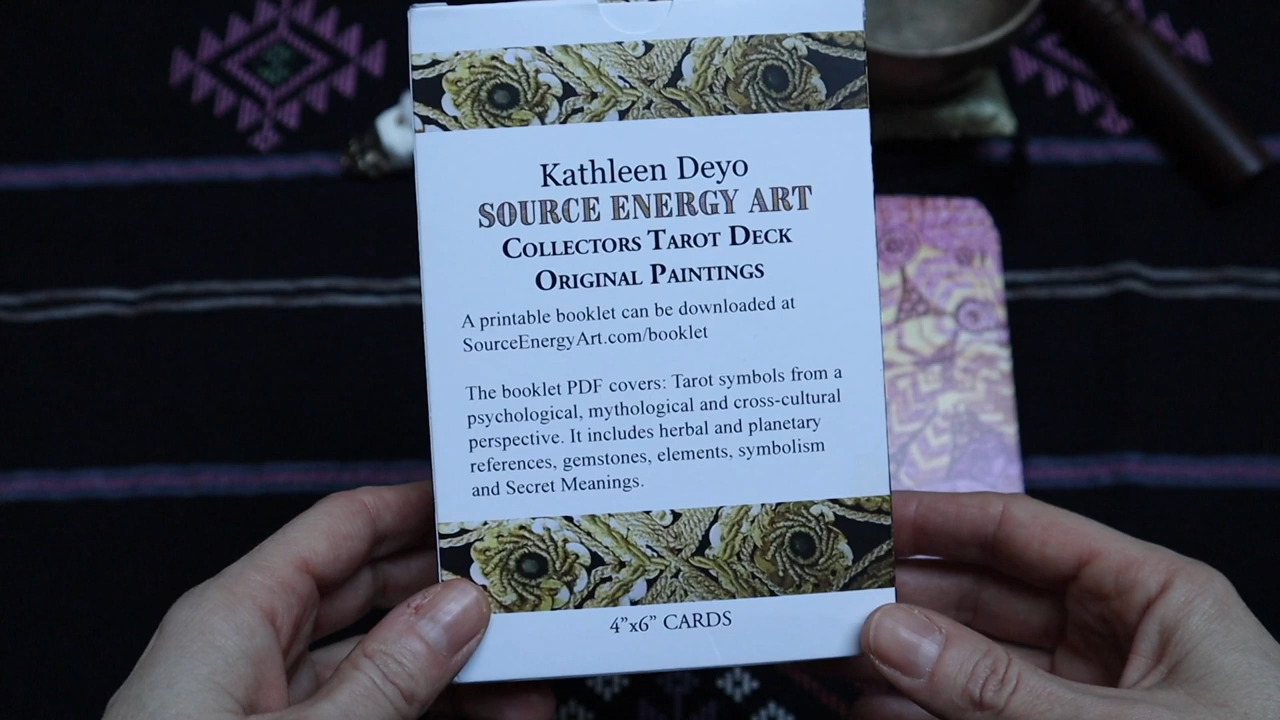 Kathleen Deyo
SOURCE ENERGY ART
COLLECTORS TAROT DECK
ORIGINAL PAINTINGS
A printable booklet can be downloaded at
SourceEnergyArt.com/booklet
The booklet PDF covers: Tarot symbols from a
psychological, mythological and cross-cultural
perspective. It includes herbal and planetary
references, gemstones, elements, symbolism
and Secret Meanings.
4”x6” CARDS